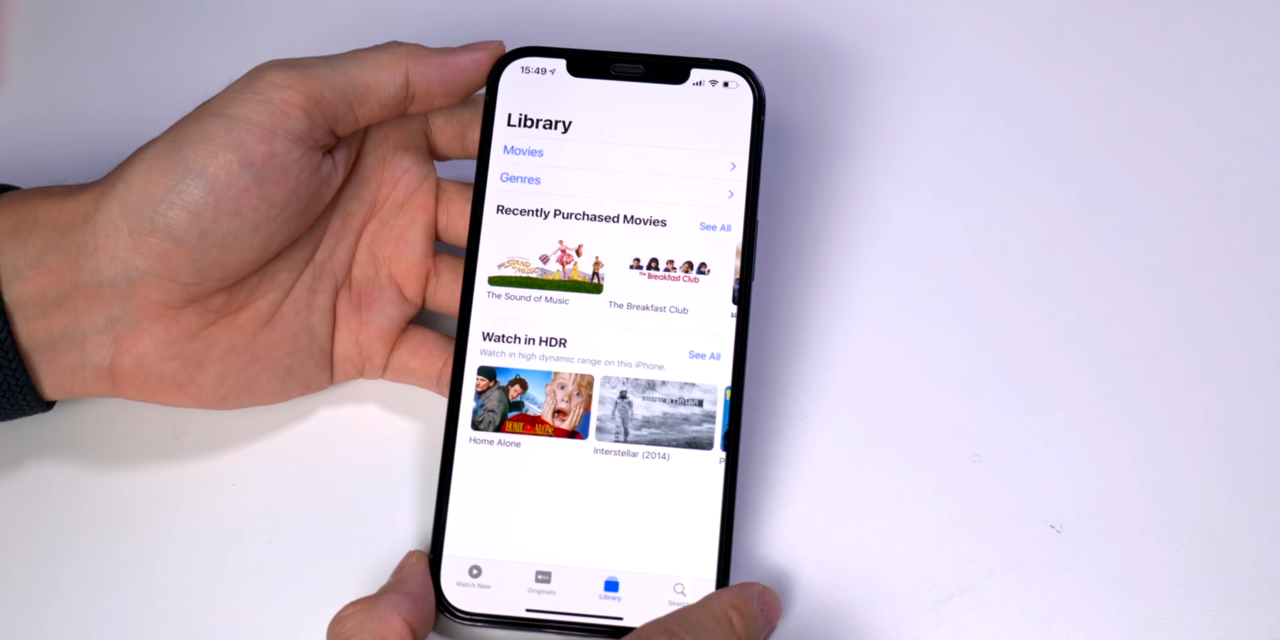 15:49
Library
Movies
Genres
Recently Purchased Movies
See All
THE SOUND OF MUSIC
The Breakfast Club
The Sound of Music
The Breakfast Club
Watch in HDR
See All
Watch in high dynamic range on this iPhone.
HOME ALONE
Home Alone
Interstellar (2014)
Watch Now
Originals
Library